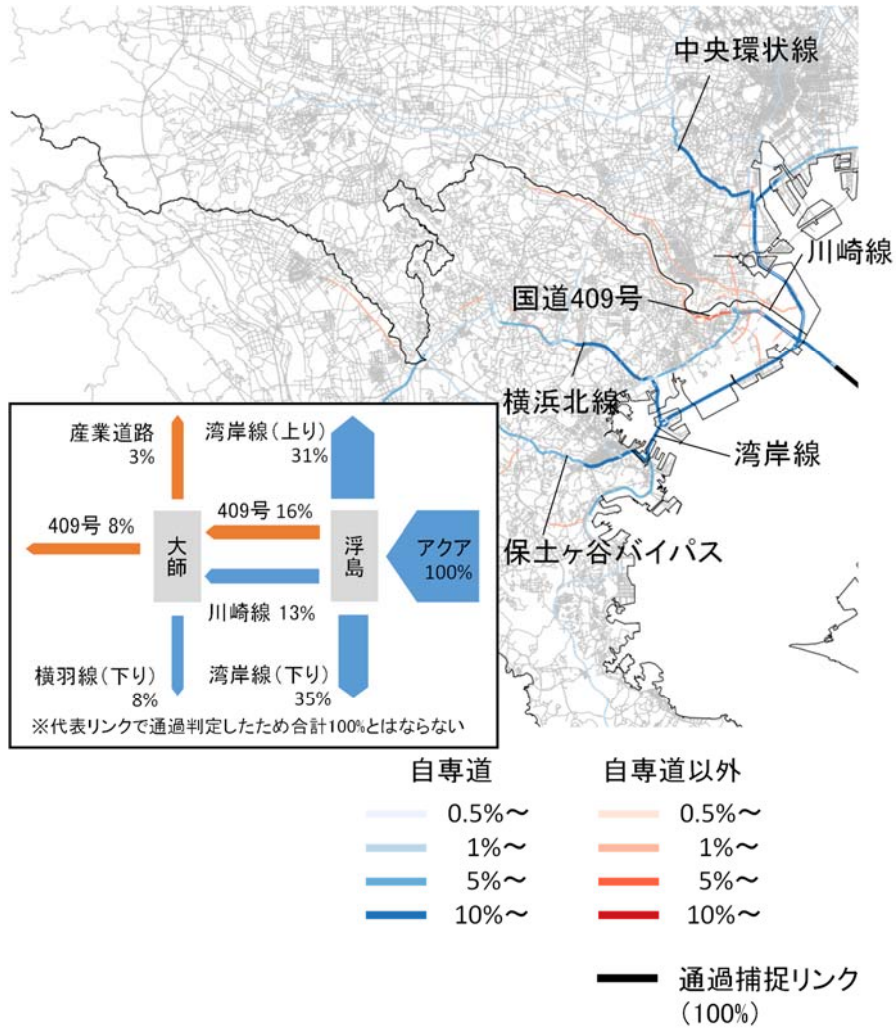 中央環状線
川崎線
国道409号
横浜北線
湾岸線
保土ヶ谷バイパス
産業道路
3%
湾岸線(上り)
31%
409号 8%
大師
409号 16%
浮島
アクア
100%
川崎線 13%
横羽線(下り)
8%
湾岸線(下り)
35%
※代表リンクで通過判定したため合計100%とはならない
自専道
0.5%～
1%～
5%～
10%～
自専道以外
0.5%～
1%～
5%～
10%～
通過捕捉リンク
(100%)